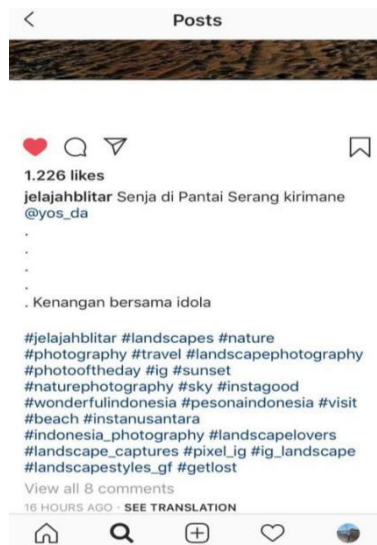 Posts
1.226 likes
jelajahblitar Senja di Pantai Serang kirimane
@yos_da
.
.
.
.
. Kenangan bersama idola
#jelajahblitar #landscapes #nature
#photography #travel #landscapephotography
#photooftheday #ig #sunset
#naturephotography #sky #instagood
#wonderfulindonesia #pesonaindonesia #visit
#beach #instanusantara
#indonesia_photography #landscapelovers
#landscape_captures #pixel_ig #ig_landscape
#landscapestyles_gf #getlost
View all 8 comments
16 HOURS AGO · SEE TRANSLATION